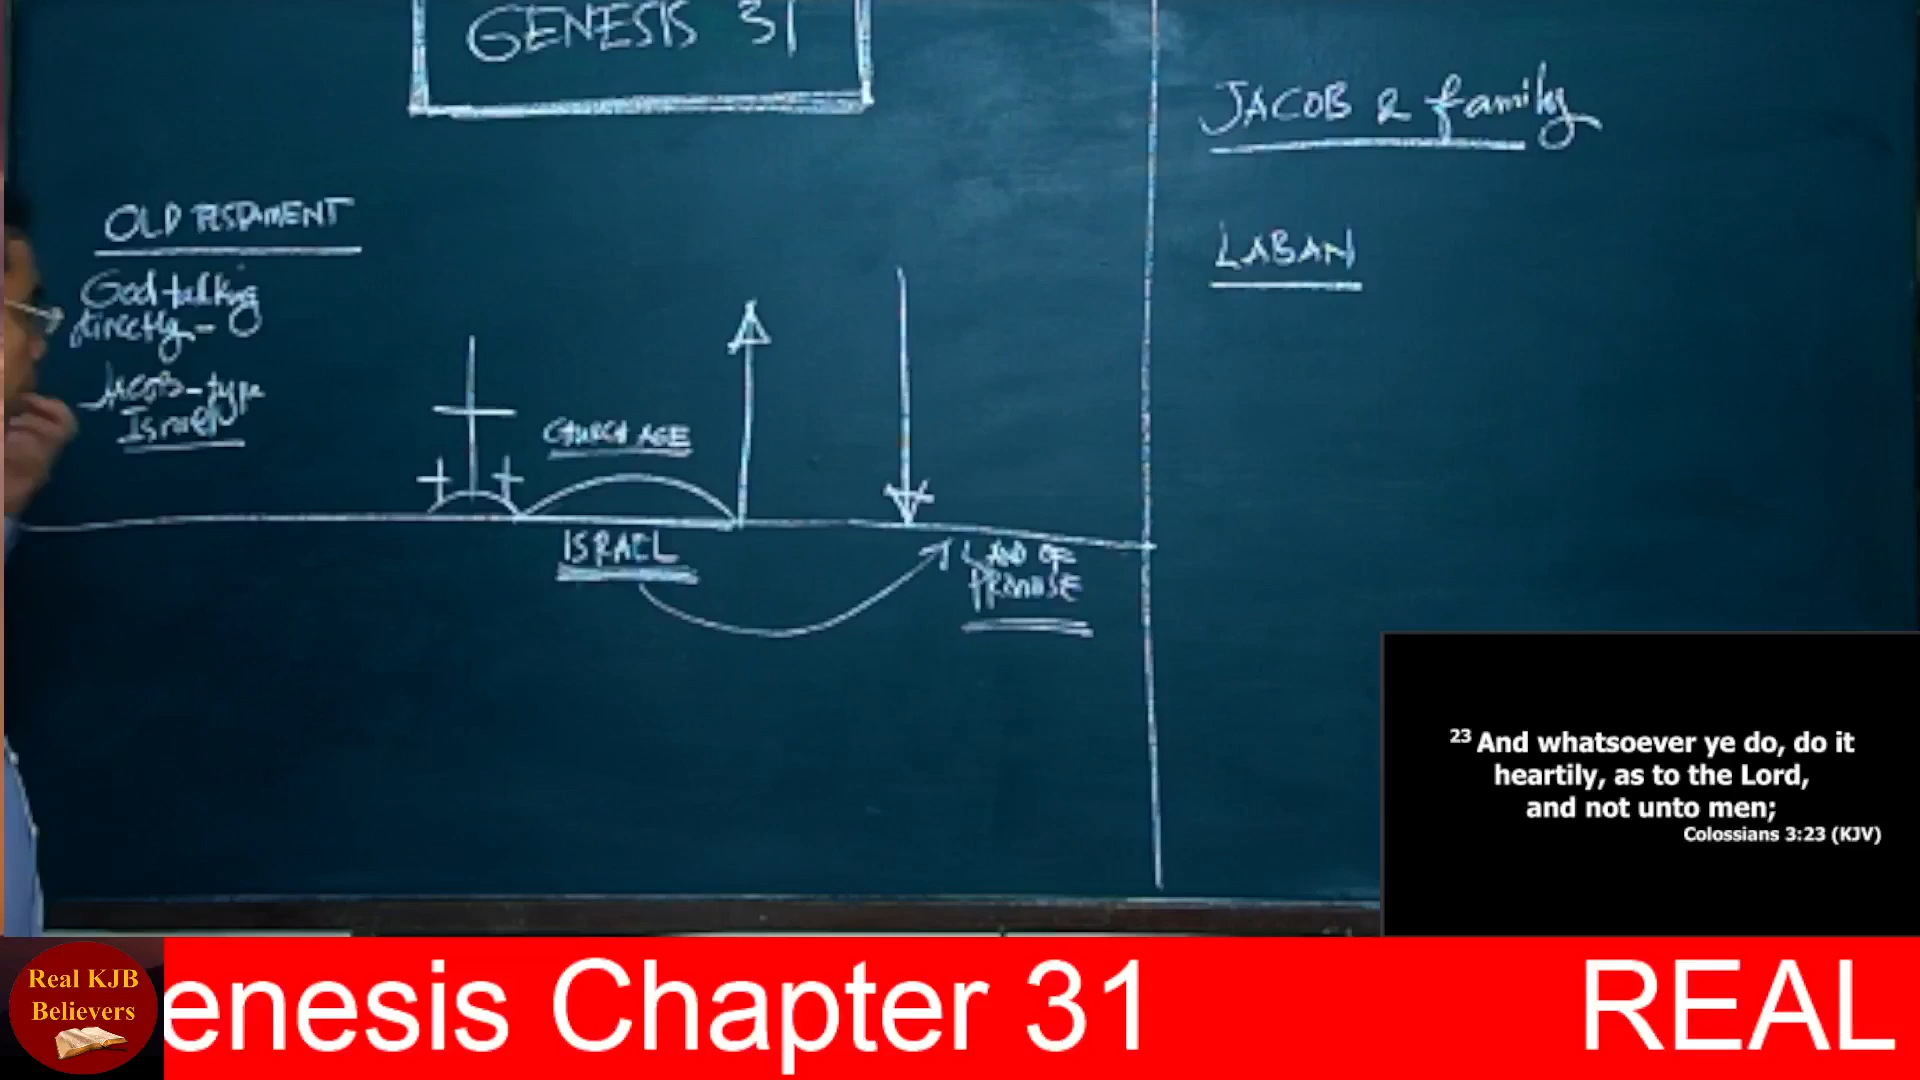 GENESIS 31
JACOB & family
LABAN
OLD TESTAMENT
God talking
directly -
Jacob - type
Israel
CHURCH AGE
ISRAEL
LAND OF
PROMISE
23 And whatsoever ye do, do it
heartily, as to the Lord,
and not unto men;
Colossians 3:23 (KJV)
Real KJB
Believers
enesis Chapter 31 REAL